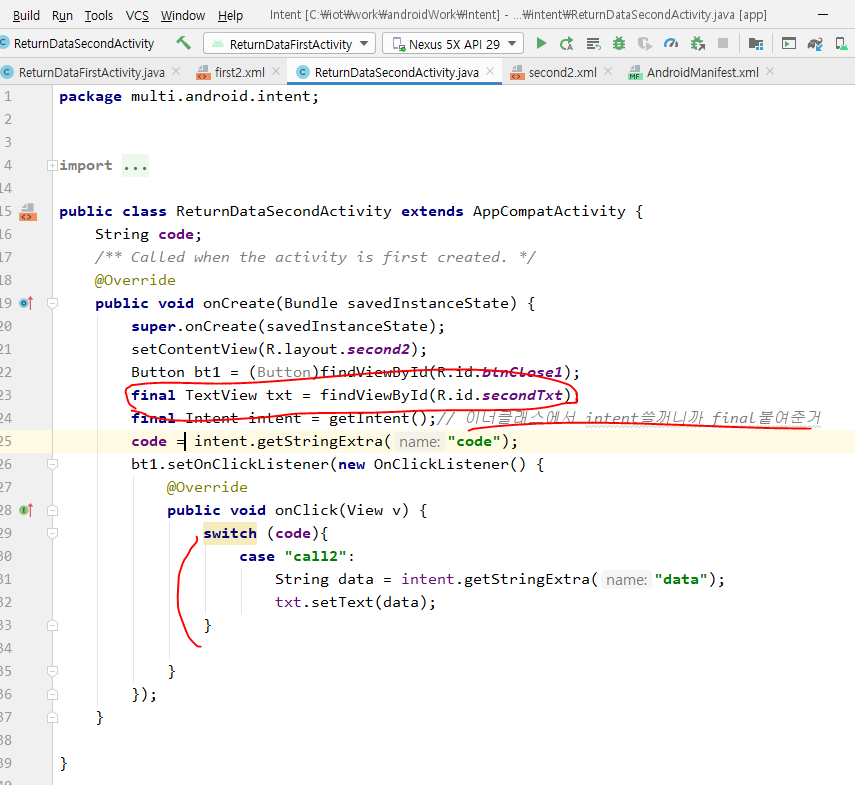 Build Run Tools VCS Window Help Intent [C:₩iot₩work₩androidWork₩Intent] - ...₩intent₩ReturnDataSecondActivity.java [app]
ReturnDataSecondActivity ReturnDataFirstActivity Nexus 5X API 29
ReturnDataFirstActivity.java first2.xml ReturnDataSecondActivity.java second2.xml AndroidManifest.xml
1 package multi.android.intent;
2
3
4 import ...
14
15 public class ReturnDataSecondActivity extends AppCompatActivity {
16 String code;
17 /** Called when the activity is first created. */
18 @Override
19 public void onCreate(Bundle savedInstanceState) {
20 super.onCreate(savedInstanceState);
21 setContentView(R.layout.second2);
22 Button bt1 = (Button)findViewById(R.id.btnClose1);
23 final TextView txt = findViewById(R.id.secondTxt)
24 final Intent intent = getIntent();// 이너클래스에서 intent쓸꺼니까 final붙여준거
25 code = intent.getStringExtra( name: "code");
26 bt1.setOnClickListener(new OnClickListener() {
27 @Override
28 public void onClick(View v) {
29 switch (code){
30 case "call2":
31 String data = intent.getStringExtra( name: "data");
32 txt.setText(data);
33 }
34
35 }
36 });
37 }
38
39 }